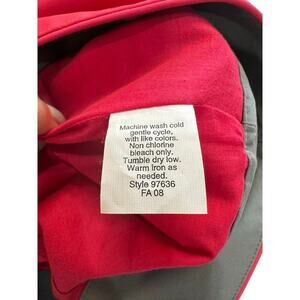 Machine wash cold
gentle cycle,
with like colors.
Non chlorine
bleach only.
Tumble dry low.
Warm Iron as
needed.
Style 97636
FA 08